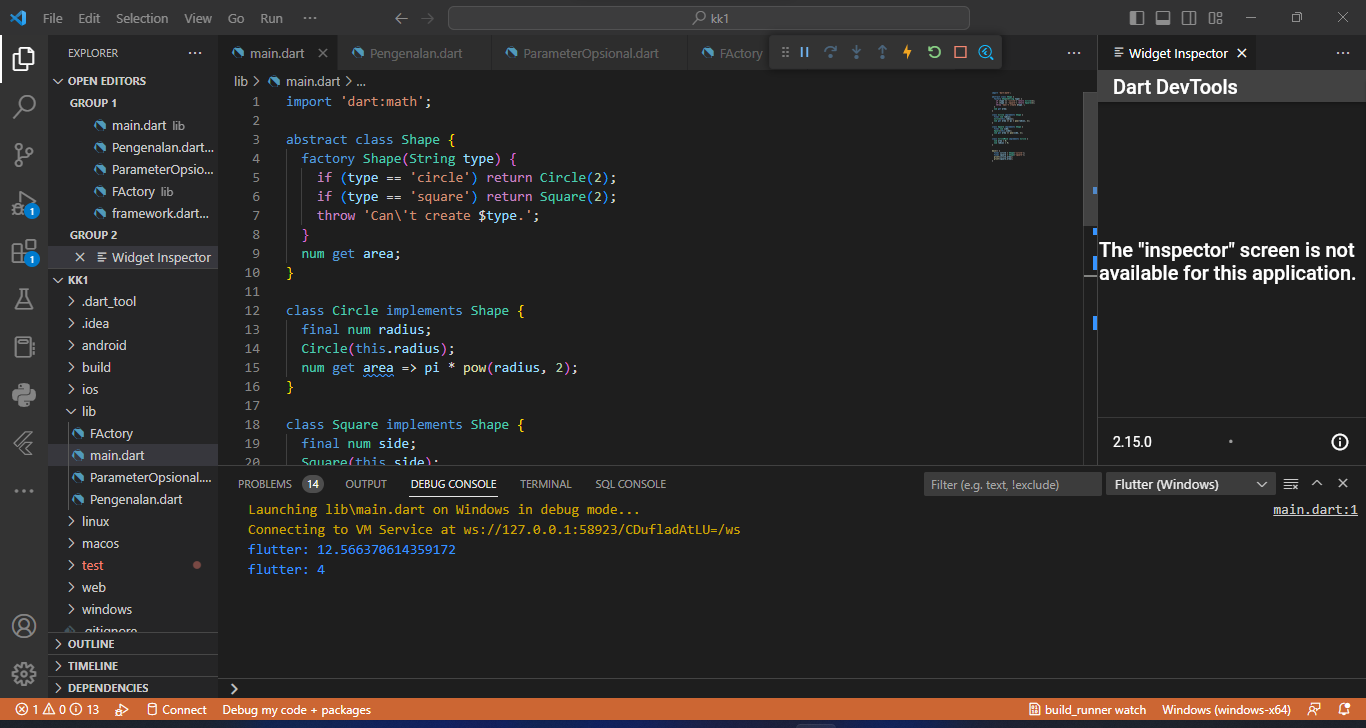 File Edit Selection View Go Run ··· kk1
EXPLORER ···
OPEN EDITORS
GROUP 1
main.dart lib
Pengenalan.dart...
ParameterOpsio...
FActory lib
framework.dart...
GROUP 2
Widget Inspector
KK1
.dart_tool
.idea
android
build
ios
lib
FActory
main.dart
ParameterOpsional....
Pengenalan.dart
linux
macos
test
web
windows
.gitignore
OUTLINE
TIMELINE
DEPENDENCIES
1
1
main.dart Pengenalan.dart ParameterOpsional.dart FActory ···
lib > main.dart > ...
1 import 'dart:math';
2
3 abstract class Shape {
4 factory Shape(String type) {
5 if (type == 'circle') return Circle(2);
6 if (type == 'square') return Square(2);
7 throw 'Can\'t create $type.';
8 }
9 num get area;
10 }
11
12 class Circle implements Shape {
13 final num radius;
14 Circle(this.radius);
15 num get area => pi * pow(radius, 2);
16 }
17
18 class Square implements Shape {
19 final num side;
20 Square(this.side);
Widget Inspector ···
Dart DevTools
The "inspector" screen is not
available for this application.
2.15.0 •
PROBLEMS 14 OUTPUT DEBUG CONSOLE TERMINAL SQL CONSOLE Filter (e.g. text, !exclude) Flutter (Windows)
Launching lib\main.dart on Windows in debug mode... main.dart:1
Connecting to VM Service at ws://127.0.0.1:58923/CDufladAtLU=/ws
flutter: 12.566370614359172
flutter: 4
>
1 0 13 Connect Debug my code + packages build_runner watch Windows (windows-x64)